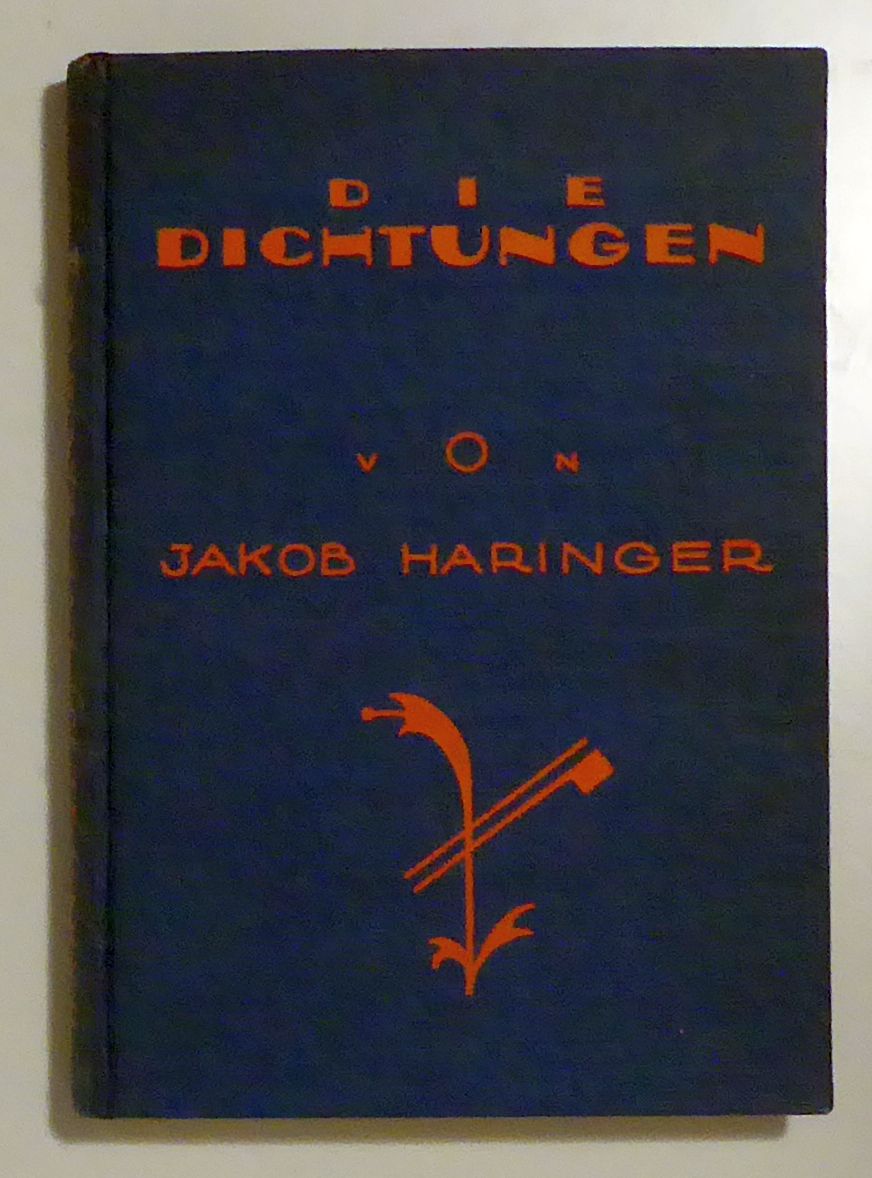 DIE
DICHTUNGEN
vON
JAKOB HARINGER